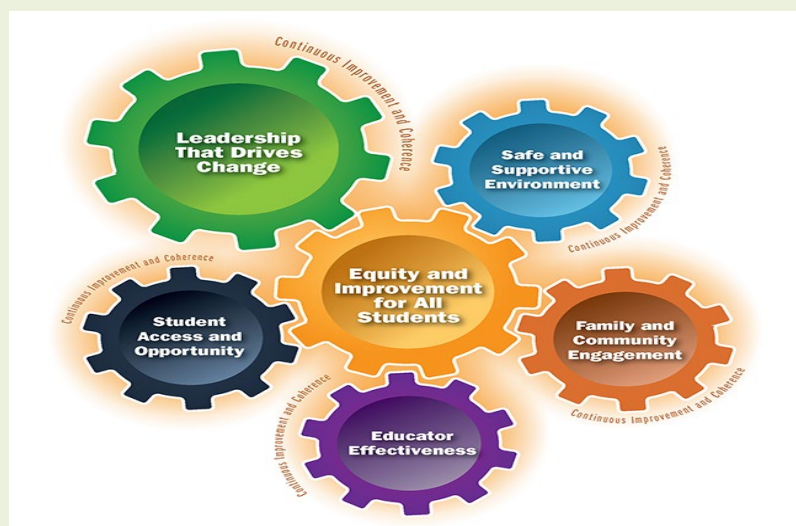 Continuous Improvement and Coherence
Leadership
That Drives
Change
Safe and
Supportive
Environment
Continuous Improvement and Coherence
Continuous Improvement and Coherence
Equity and
Improvement
for All
Students
Student
Access and
Opportunity
Family and
Community
Engagement
Continuous Improvement and Coherence
Continuous Improvement and Coherence
Educator
Effectiveness